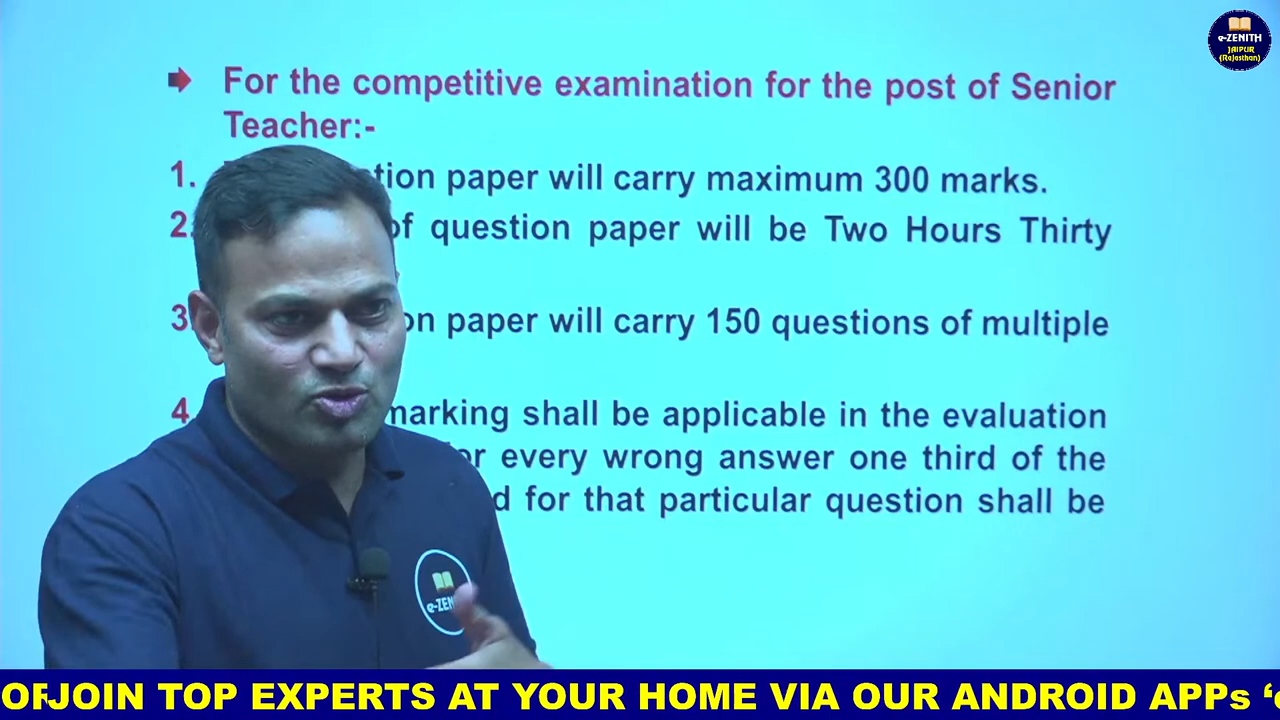 e-ZENITH
JAIPUR
(Rajasthan)
For the competitive examination for the post of Senior
Teacher:-
1. tion paper will carry maximum 300 marks.
2. of question paper will be Two Hours Thirty
3. on paper will carry 150 questions of multiple
4. marking shall be applicable in the evaluation
or every wrong answer one third of the
d for that particular question shall be
e-ZEN
JOIN TOP EXPERTS AT YOUR HOME VIA OUR ANDROID APPs ‘